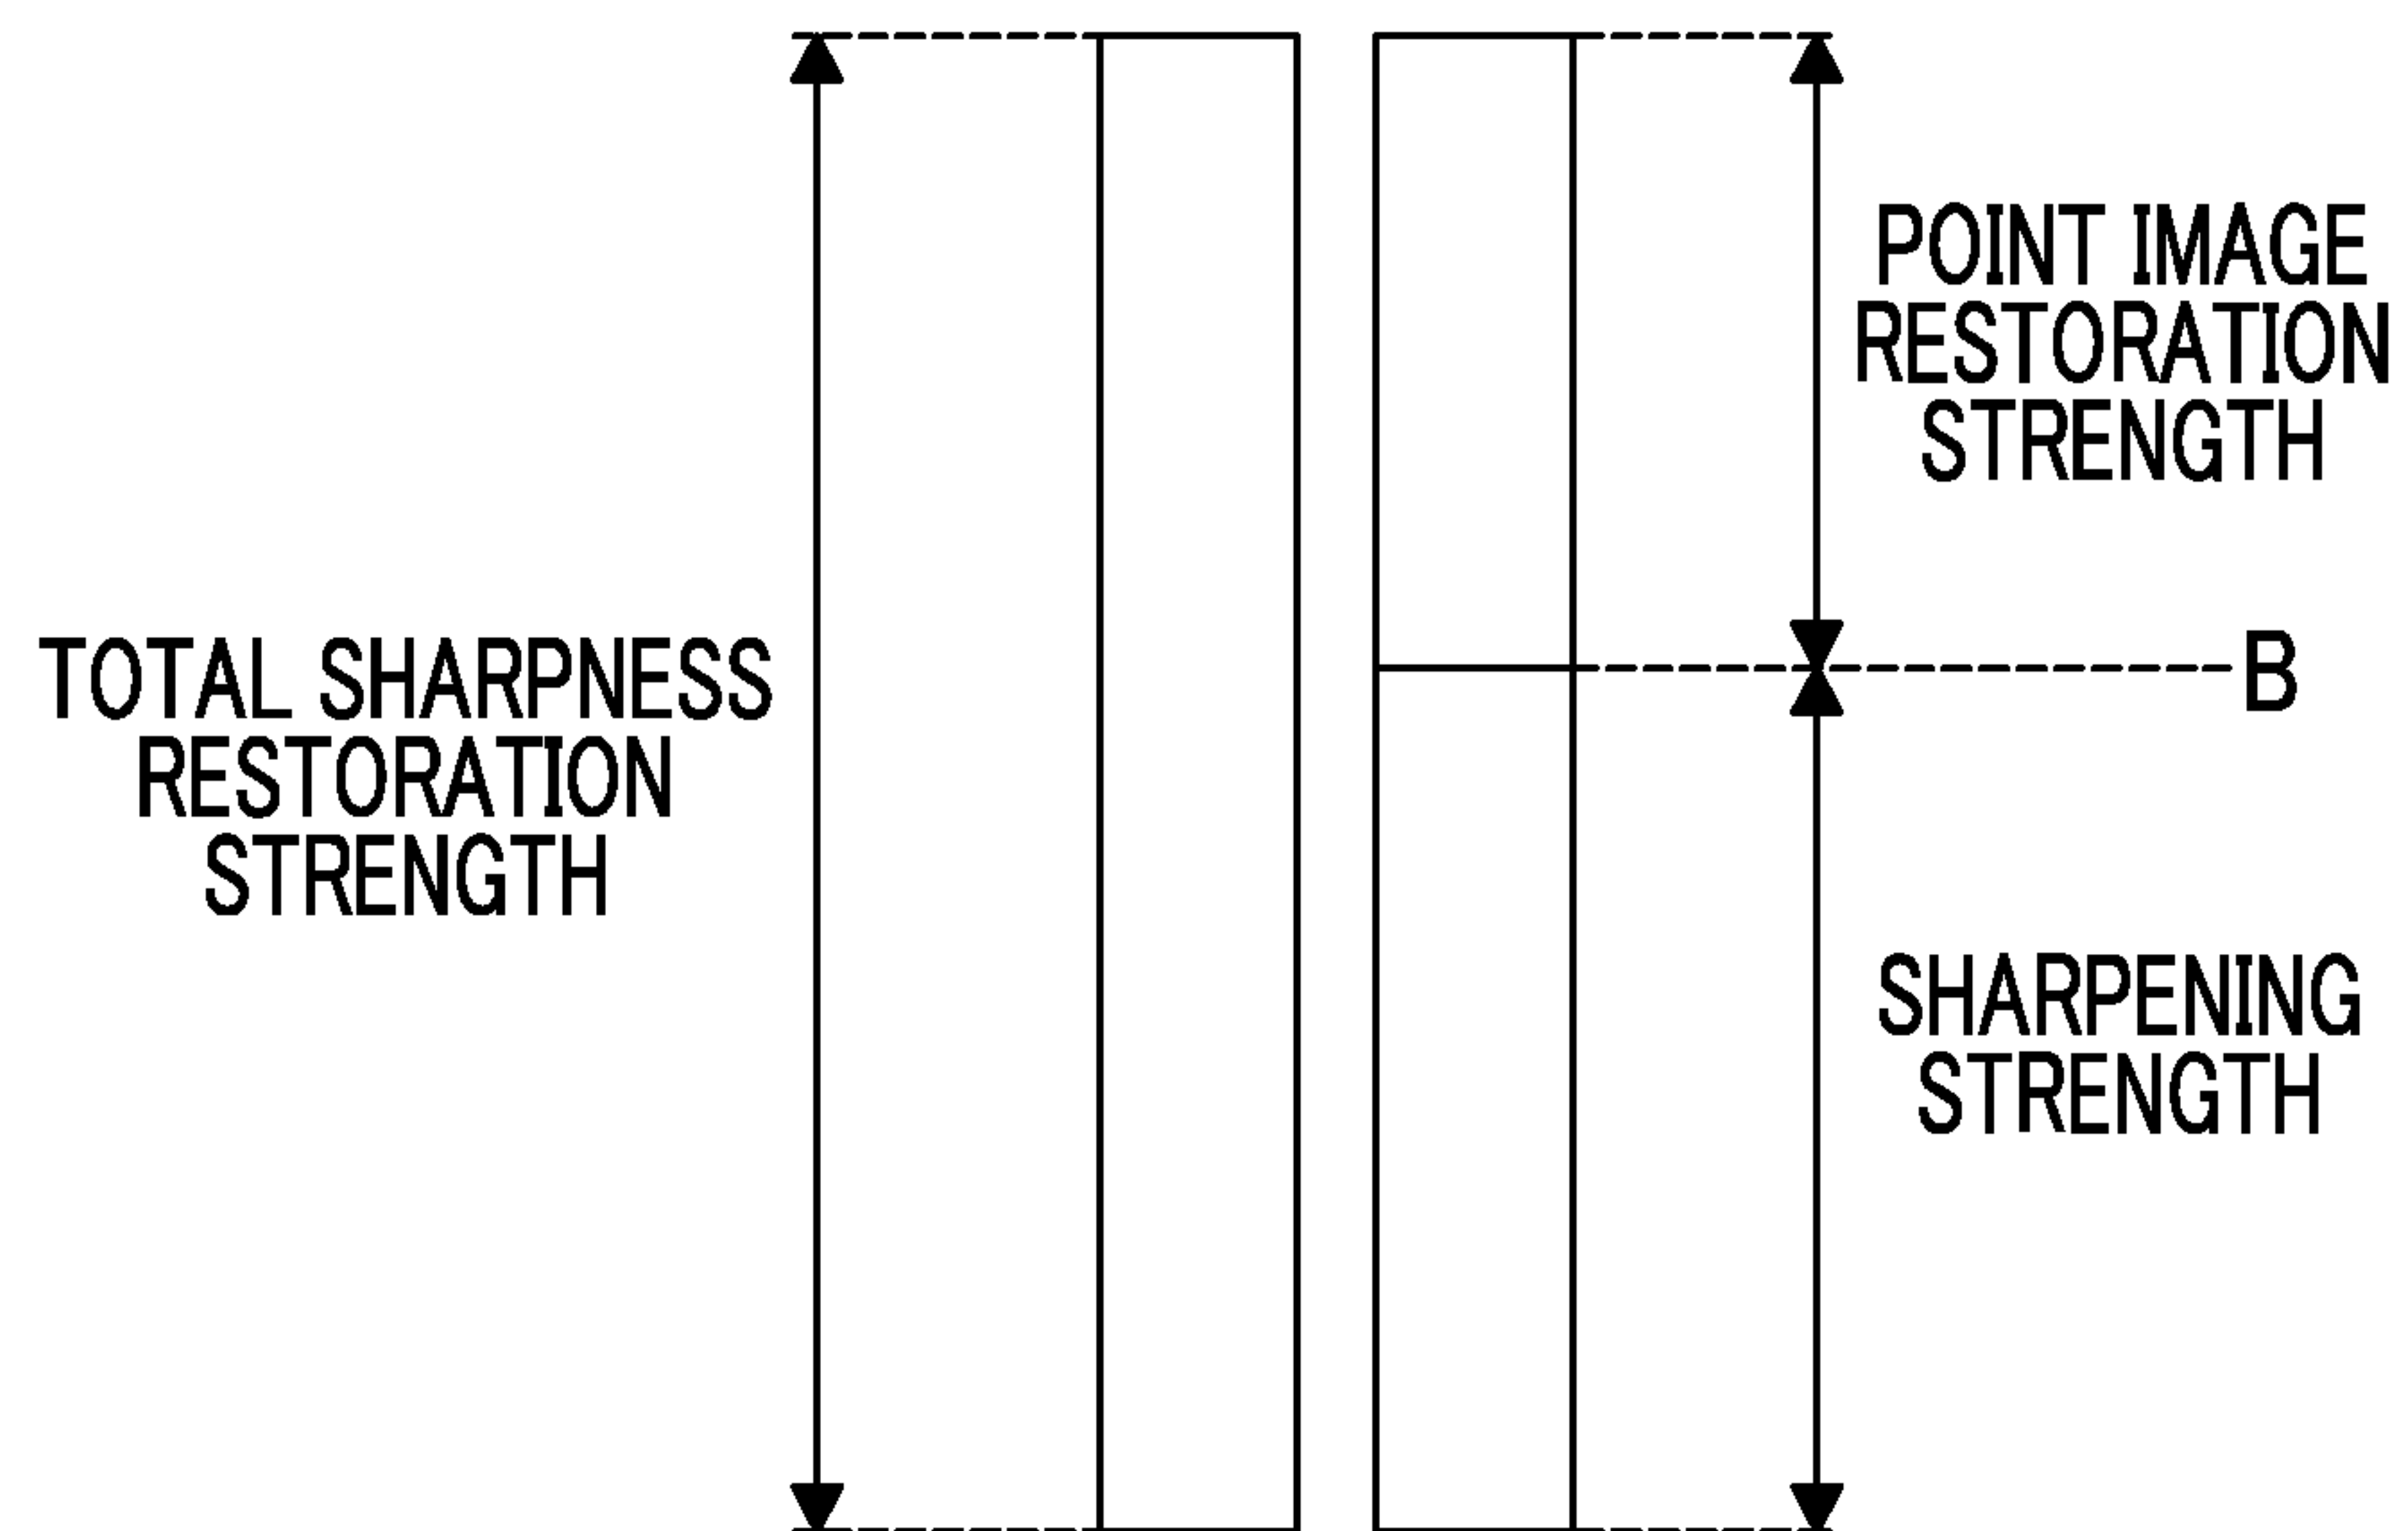 POINT IMAGE
RESTORATION
STRENGTH
B
TOTAL SHARPNESS
RESTORATION
STRENGTH
SHARPENING
STRENGTH